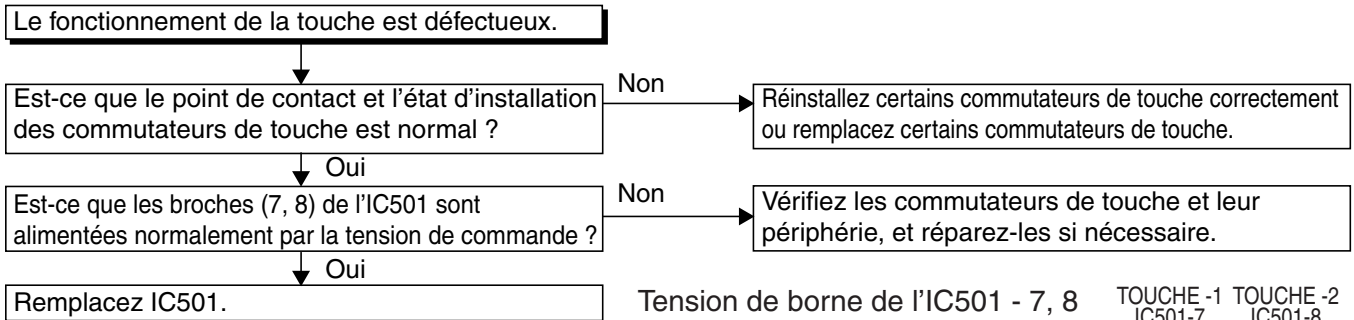 Le fonctionnement de la touche est défectueux.
Est-ce que le point de contact et l'état d'installation
des commutateurs de touche est normal ?
Non
Réinstallez certains commutateurs de touche correctement
ou remplacez certains commutateurs de touche.
Oui
Est-ce que les broches (7, 8) de l'IC501 sont
alimentées normalement par la tension de commande ?
Non
Vérifiez les commutateurs de touche et leur
périphérie, et réparez-les si nécessaire.
Oui
Remplacez IC501.
Tension de borne de l'IC501 - 7, 8
TOUCHE -1 TOUCHE -2
IC501-7 IC501-8